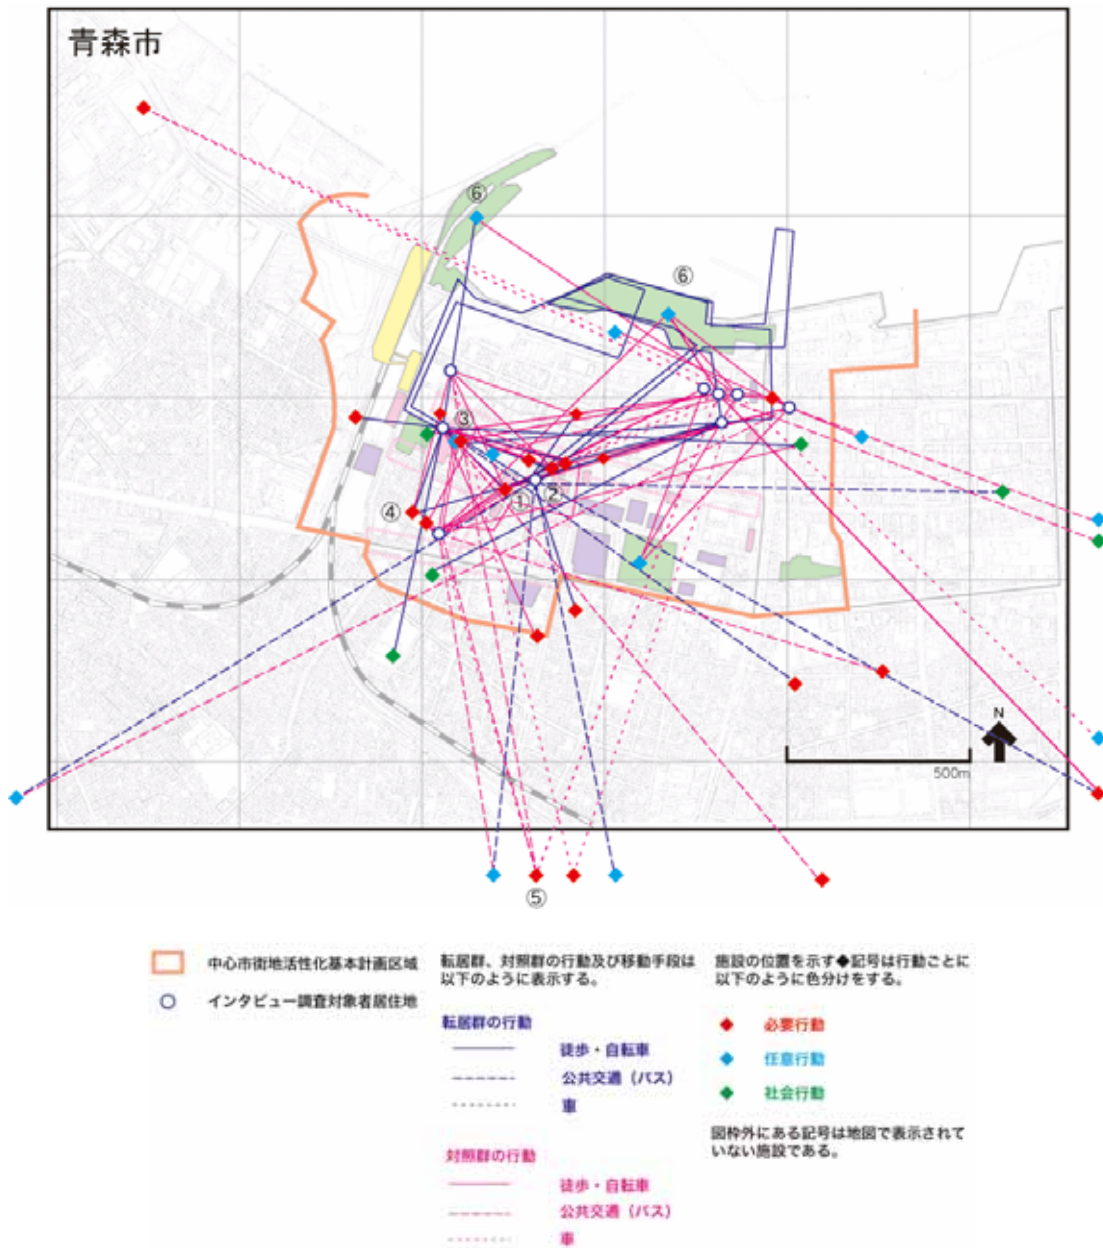 青森市
⑥
⑥
③
④
①
②
N
500m
⑤
中心市街地活性化基本計画区域
インタビュー調査対象者居住地
転居群、対照群の行動及び移動手段は
以下のように表示する。
転居群の行動
徒歩・自転車
公共交通（バス）
車
対照群の行動
徒歩・自転車
公共交通（バス）
車
施設の位置を示す◆記号は行動ごとに
以下のように色分けをする。
必要行動
任意行動
社会行動
図枠外にある記号は地図で表示されて
いない施設である。